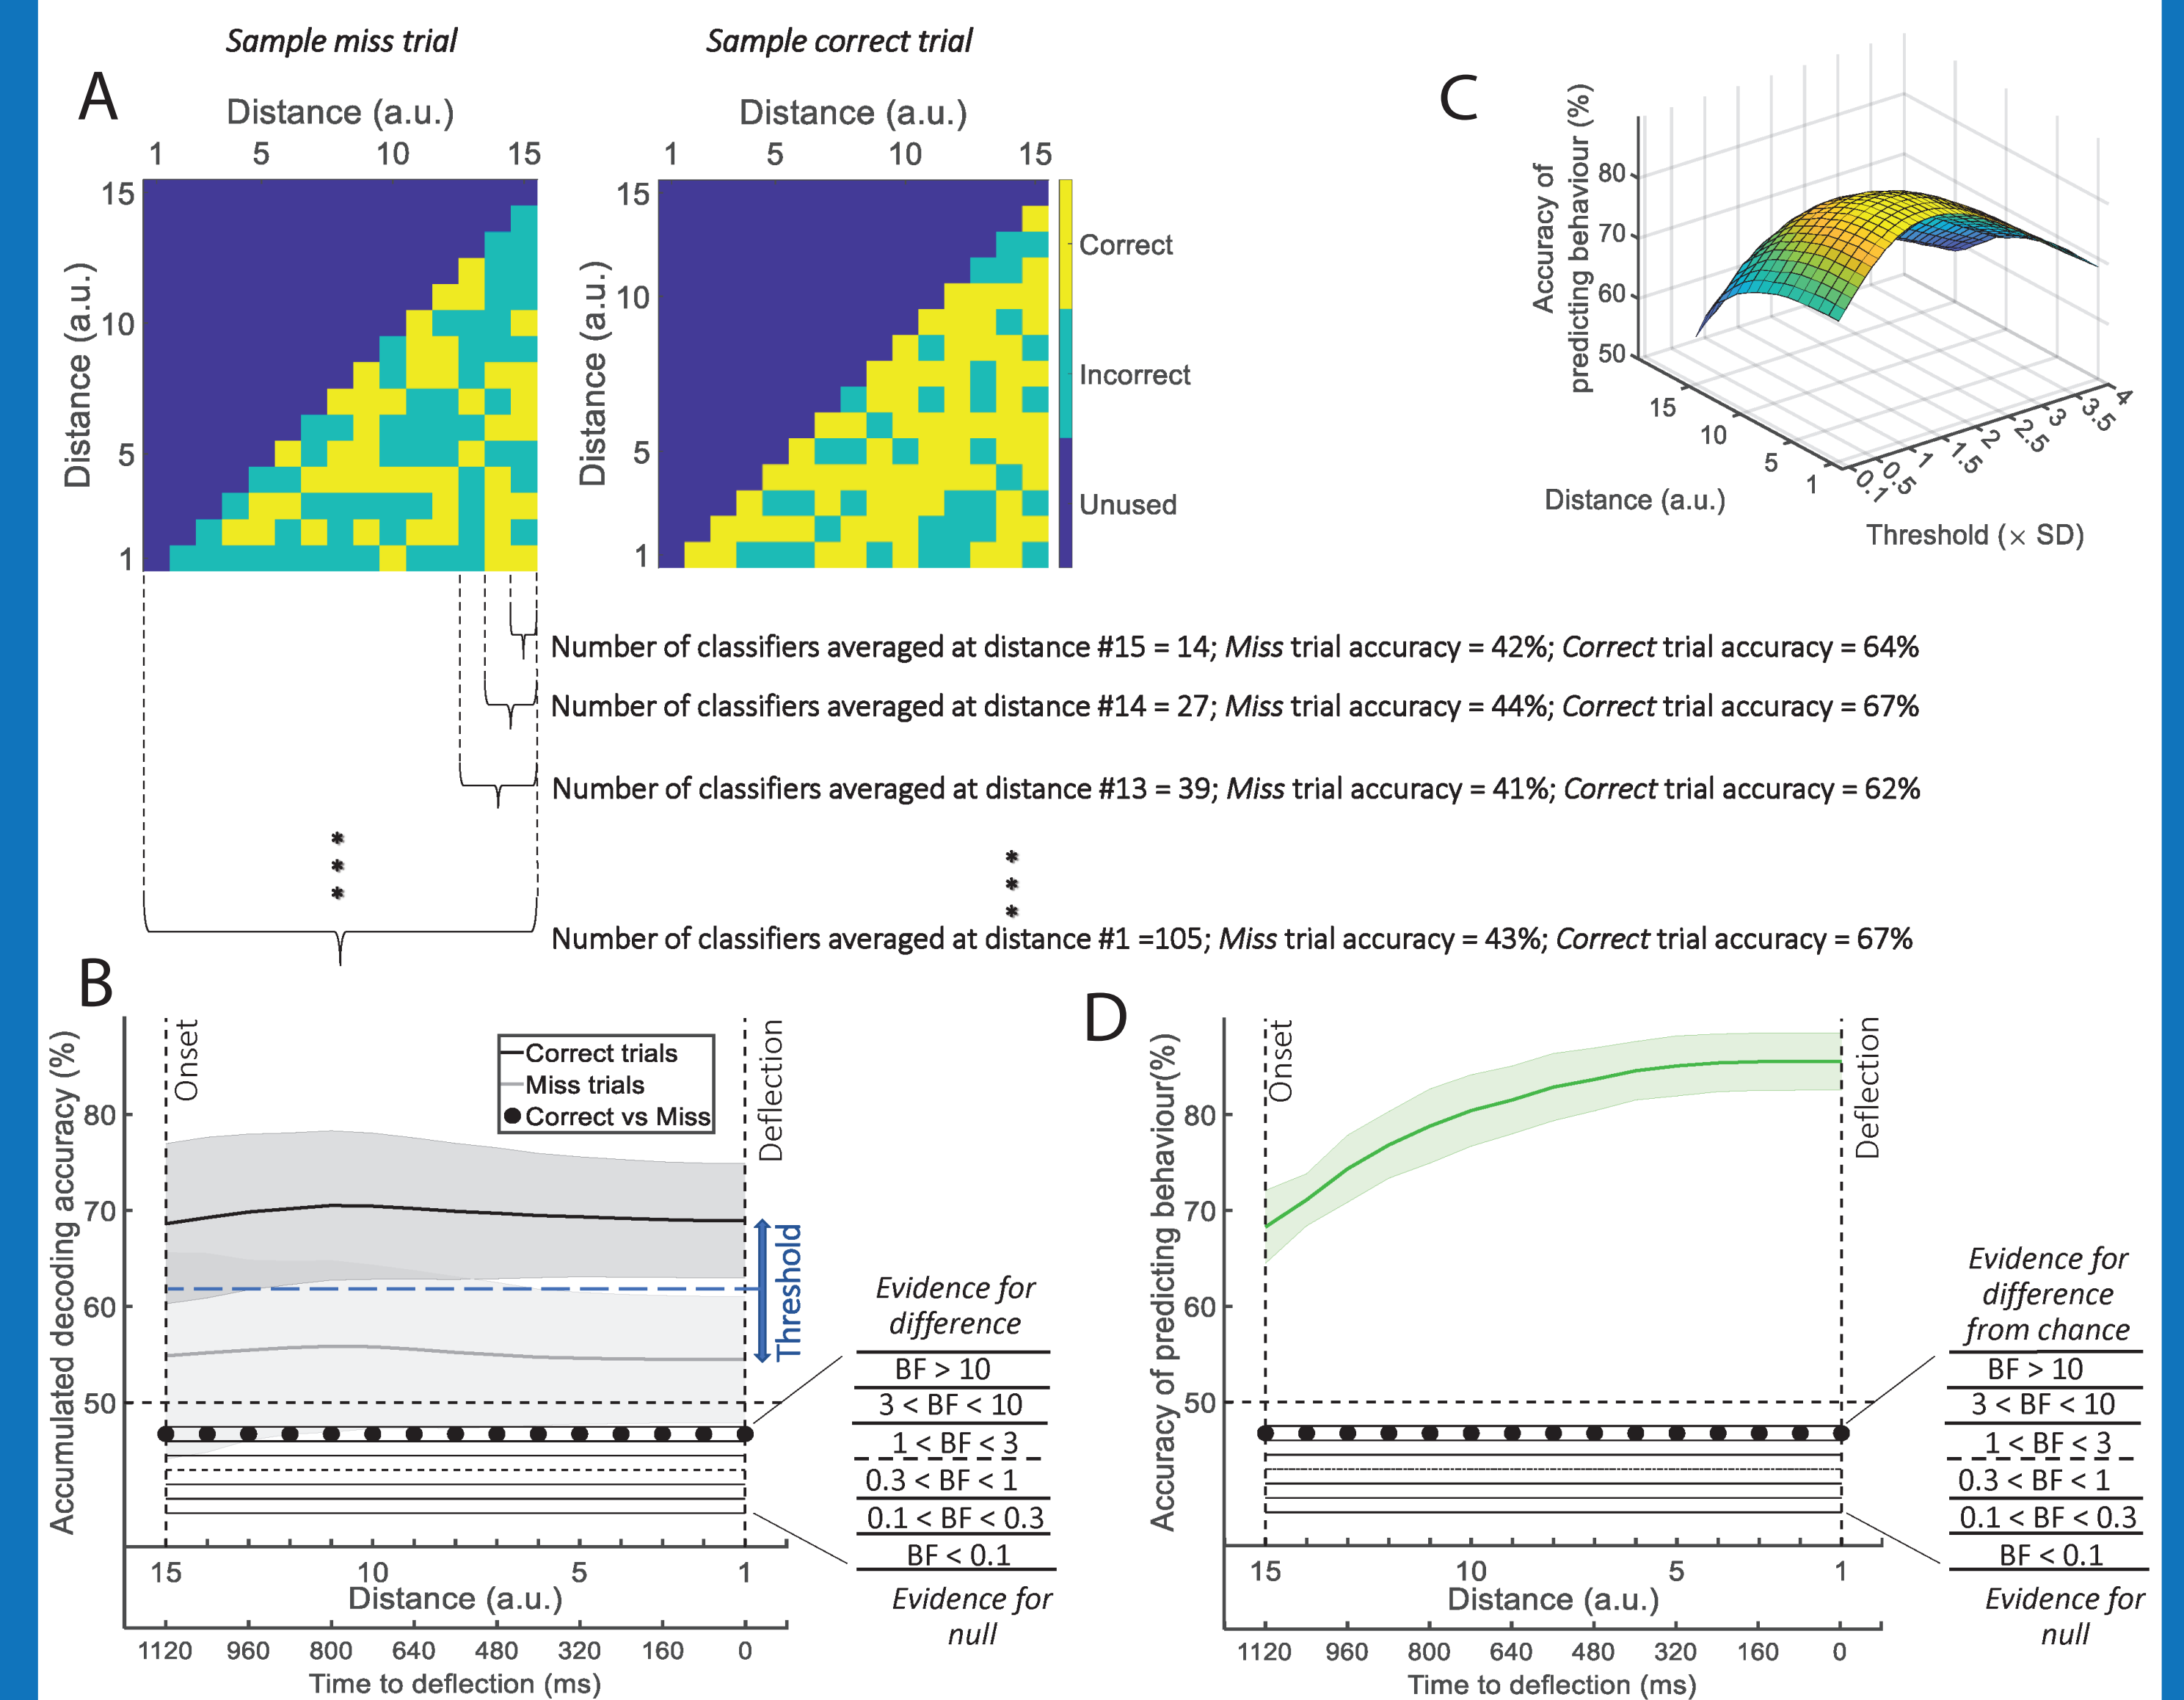 Sample miss trial
Sample correct trial
A
Distance (a.u.)
Distance (a.u.)
1 5 10 15
1 5 10 15
15
10
5
1
Distance (a.u.)
15
10
5
1
Distance (a.u.)
Correct
Incorrect
Unused
Number of classifiers averaged at distance #15 = 14; Miss trial accuracy = 42%; Correct trial accuracy = 64%
Number of classifiers averaged at distance #14 = 27; Miss trial accuracy = 44%; Correct trial accuracy = 67%
Number of classifiers averaged at distance #13 = 39; Miss trial accuracy = 41%; Correct trial accuracy = 62%
*
*
*
*
*
*
Number of classifiers averaged at distance #1 =105; Miss trial accuracy = 43%; Correct trial accuracy = 67%
C
Accuracy of
predicting behaviour (%)
80
70
60
50
15
10
5
1
Distance (a.u.)
0.1
0.5
1
1.5
2
2.5
3
3.5
4
Threshold (× SD)
B
Accumulated decoding accuracy (%)
80
70
60
50
Onset
Deflection
Correct trials
Miss trials
Correct vs Miss
Threshold
Evidence for
difference
BF > 10
3 < BF < 10
1 < BF < 3
0.3 < BF < 1
0.1 < BF < 0.3
BF < 0.1
Evidence for
null
15 10 5 1
Distance (a.u.)
1120 960 800 640 480 320 160 0
Time to deflection (ms)
D
Accuracy of predicting behaviour(%)
80
70
60
50
Onset
Deflection
Evidence for
difference
from chance
BF > 10
3 < BF < 10
1 < BF < 3
0.3 < BF < 1
0.1 < BF < 0.3
BF < 0.1
Evidence for
null
15 10 5 1
Distance (a.u.)
1120 960 800 640 480 320 160 0
Time to deflection (ms)